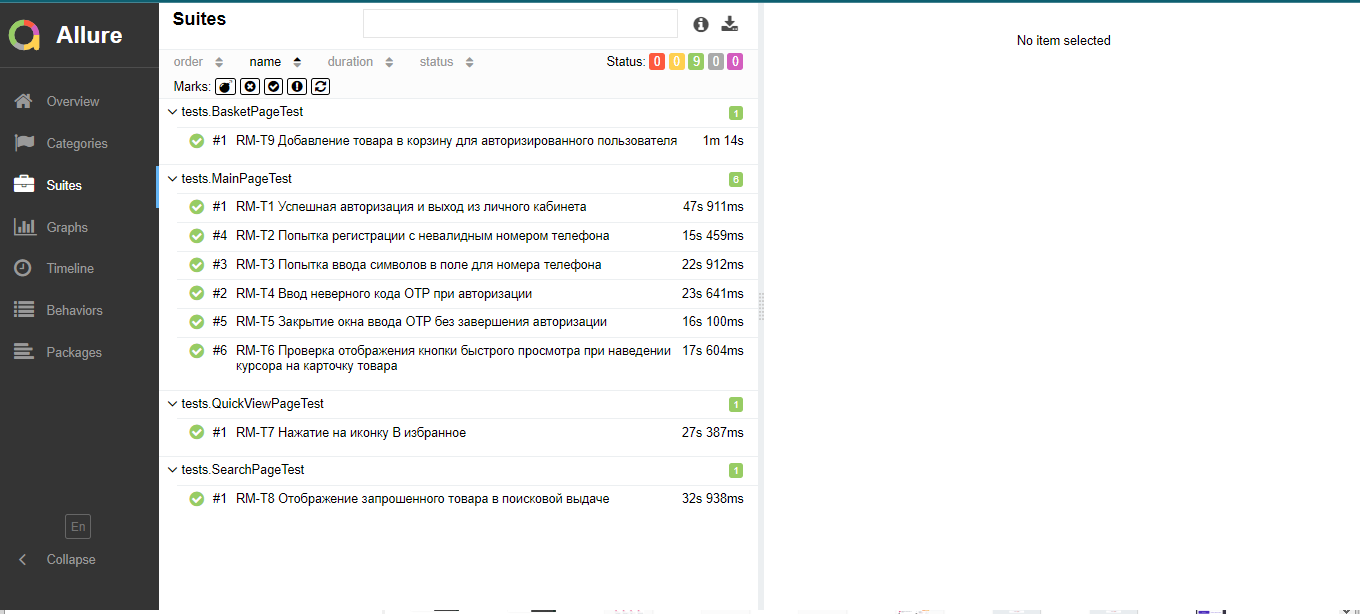 Allure
Overview
Categories
Suites
Graphs
Timeline
Behaviors
Packages
En
Collapse
Suites
order name duration status Status: 0 0 9 0 0
Marks:
tests.BasketPageTest 1
#1 RM-T9 Добавление товара в корзину для авторизированного пользователя 1m 14s
tests.MainPageTest 6
#1 RM-T1 Успешная авторизация и выход из личного кабинета 47s 911ms
#4 RM-T2 Попытка регистрации с невалидным номером телефона 15s 459ms
#3 RM-T3 Попытка ввода символов в поле для номера телефона 22s 912ms
#2 RM-T4 Ввод неверного кода OTP при авторизации 23s 641ms
#5 RM-T5 Закрытие окна ввода OTP без завершения авторизации 16s 100ms
#6 RM-T6 Проверка отображения кнопки быстрого просмотра при наведении 17s 604ms
курсора на карточку товара
tests.QuickViewPageTest 1
#1 RM-T7 Нажатие на иконку В избранное 27s 387ms
tests.SearchPageTest 1
#1 RM-T8 Отображение запрошенного товара в поисковой выдаче 32s 938ms
No item selected